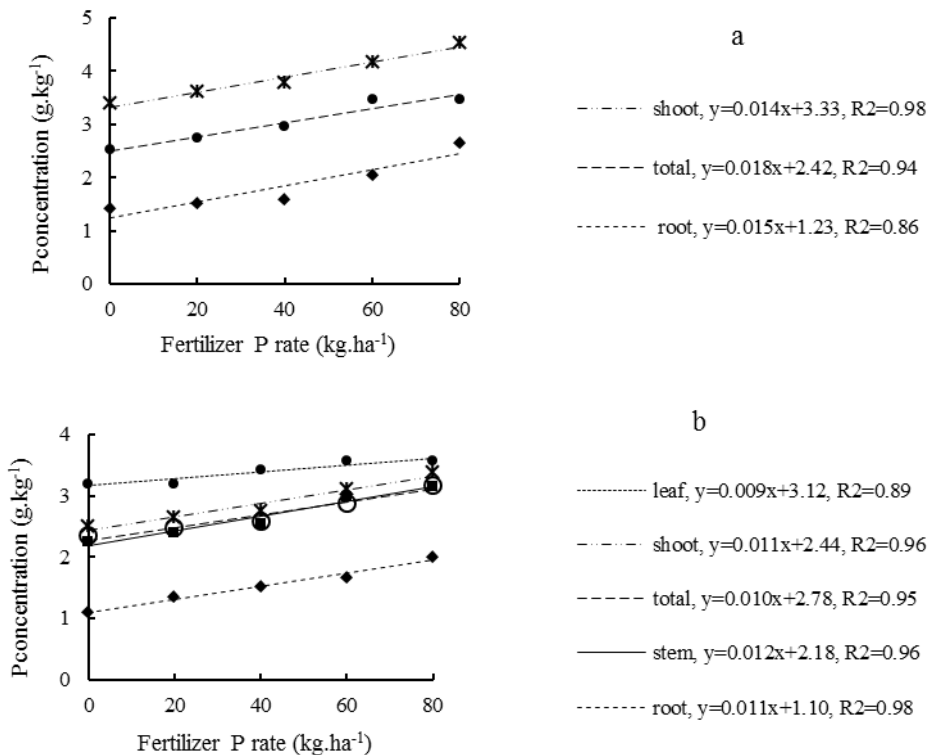 a
5
4
3
2
1
0
Pconcentration (g.kg-1)
0 20 40 60 80
Fertilizer P rate (kg.ha-1)
shoot, y=0.014x+3.33, R2=0.98
total, y=0.018x+2.42, R2=0.94
root, y=0.015x+1.23, R2=0.86
b
4
3
2
1
0
Pconcentration (g.kg-1)
0 20 40 60 80
Fertilizer P rate (kg.ha-1)
leaf, y=0.009x+3.12, R2=0.89
shoot, y=0.011x+2.44, R2=0.96
total, y=0.010x+2.78, R2=0.95
stem, y=0.012x+2.18, R2=0.96
root, y=0.011x+1.10, R2=0.98